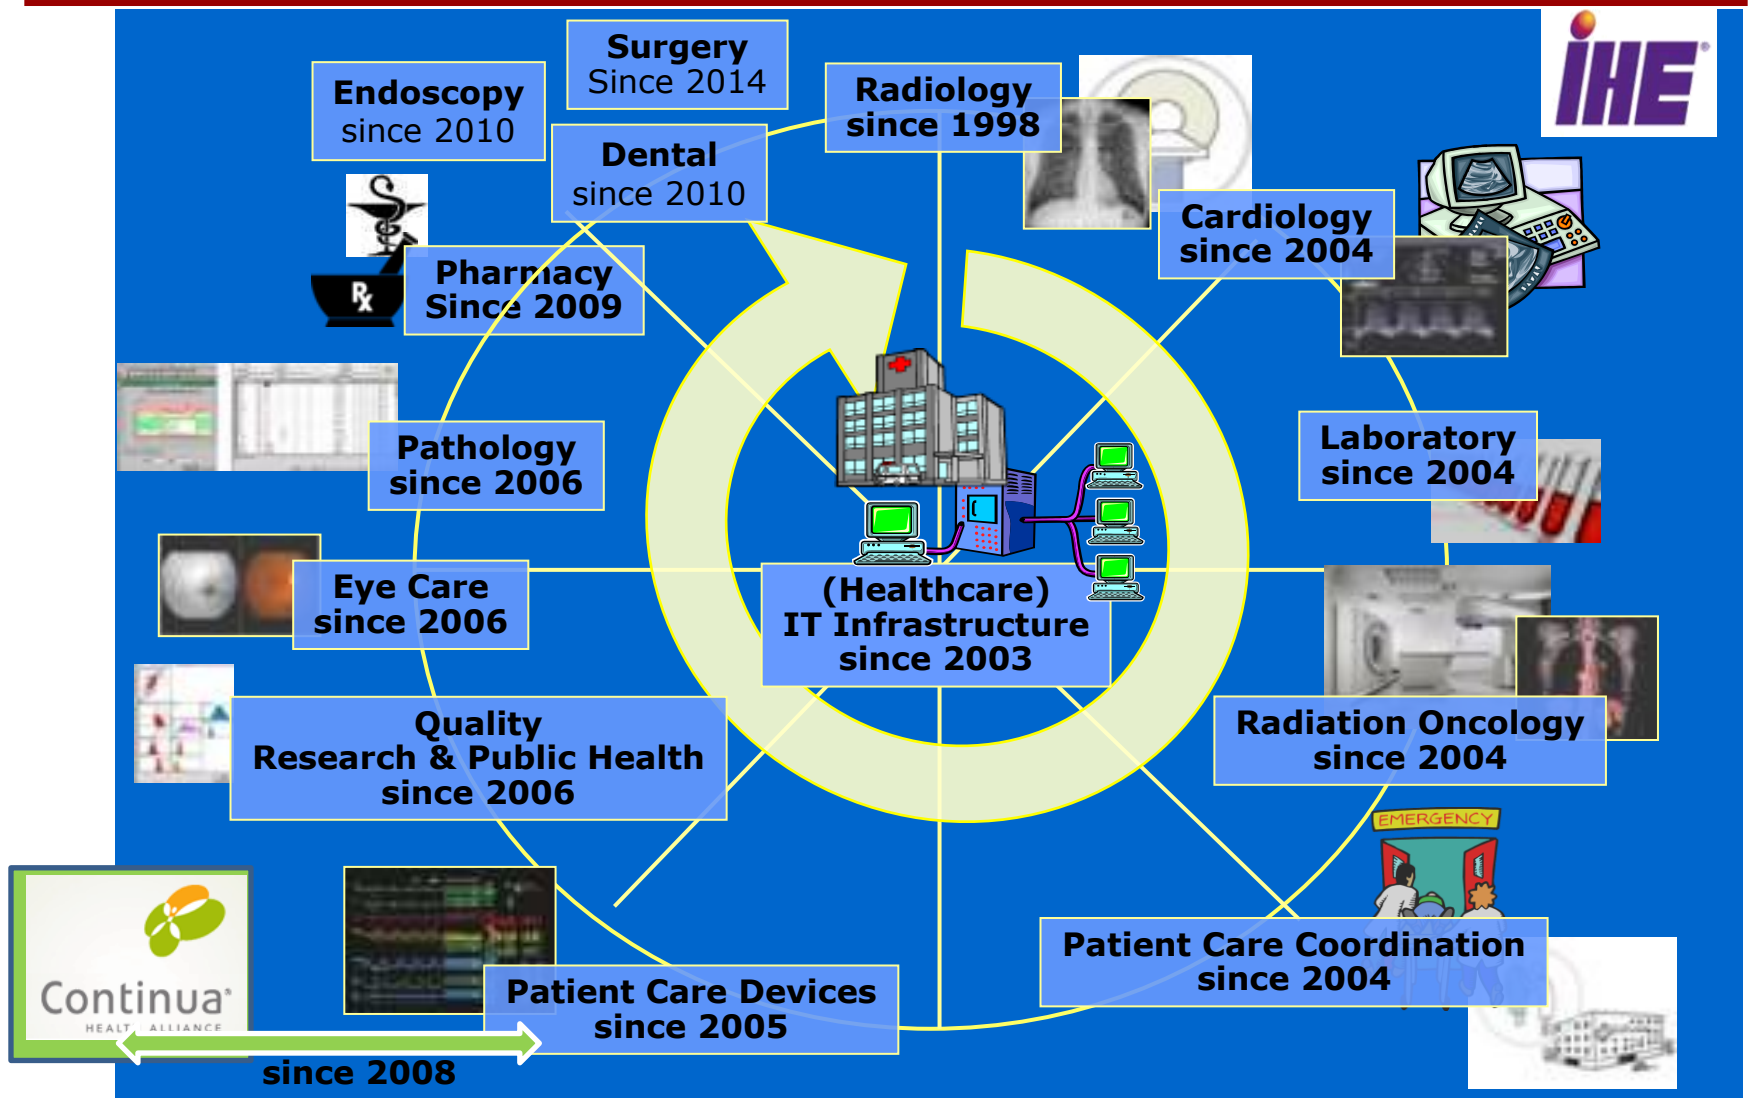 Surgery
Since 2014
iHE®
Endoscopy
since 2010
Radiology
since 1998
Dental
since 2010
Cardiology
since 2004
Pharmacy
Since 2009
Rx
Pathology
since 2006
Laboratory
since 2004
Eye Care
since 2006
(Healthcare)
IT Infrastructure
since 2003
Quality
Research & Public Health
since 2006
Radiation Oncology
since 2004
EMERGENCY
Patient Care Coordination
since 2004
Continua®
HEALTH ALLIANCE
Patient Care Devices
since 2005
since 2008